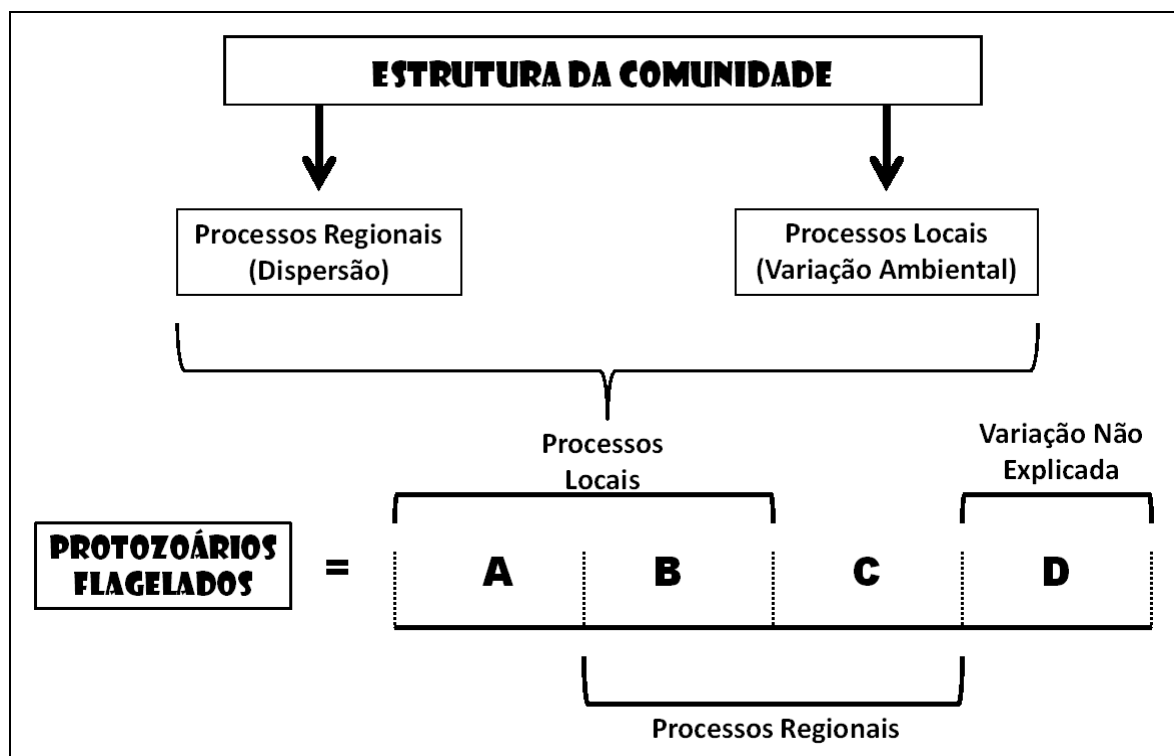 ESTRUTURA DA COMUNIDADE
Processos Regionais
(Dispersão)
Processos Locais
(Variação Ambiental)
Processos
Locais
Variação Não
Explicada
PROTOZOÁRIOS
FLAGELADOS
=
A
B
C
D
Processos Regionais